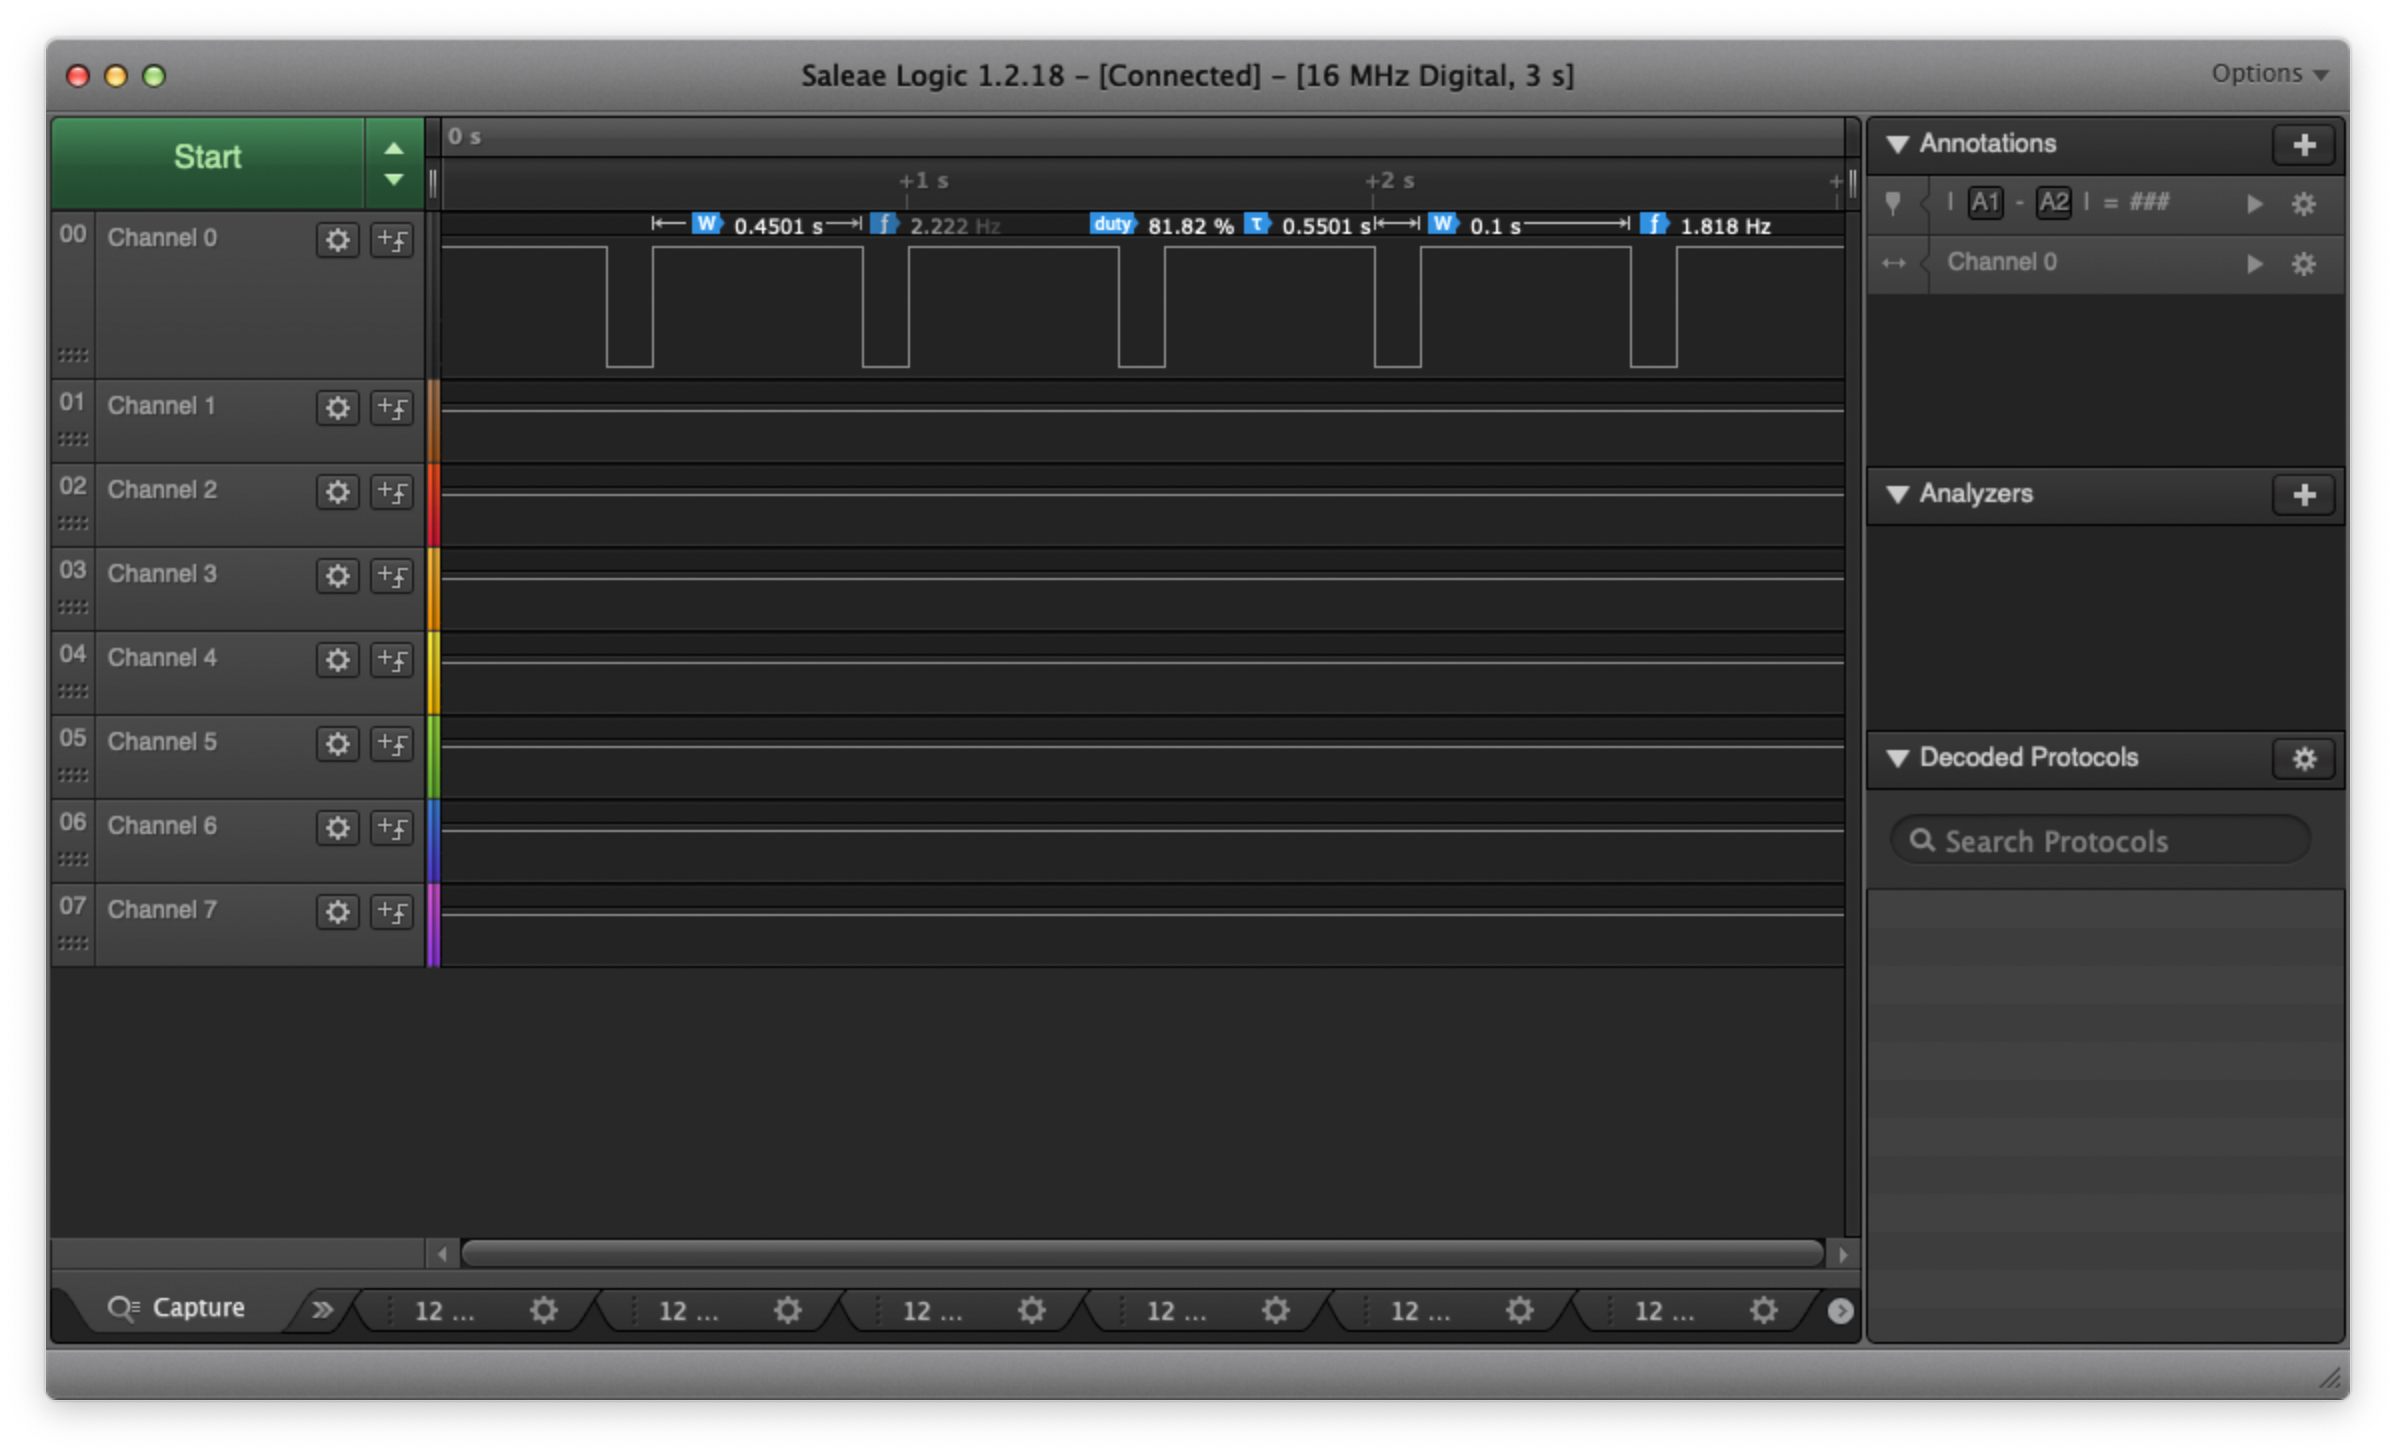 Saleae Logic 1.2.18 – [Connected] – [16 MHz Digital, 3 s]
Options
Start
0 s
+1 s
+2 s
+
00 Channel 0
W 0.4501 s f 2.222 Hz duty 81.82 % T 0.5501 s W 0.1 s f 1.818 Hz
01 Channel 1
02 Channel 2
03 Channel 3
04 Channel 4
05 Channel 5
06 Channel 6
07 Channel 7
Annotations
| A1 - A2 | = ###
Channel 0
Analyzers
Decoded Protocols
Search Protocols
Capture
12 ...
12 ...
12 ...
12 ...
12 ...
12 ...